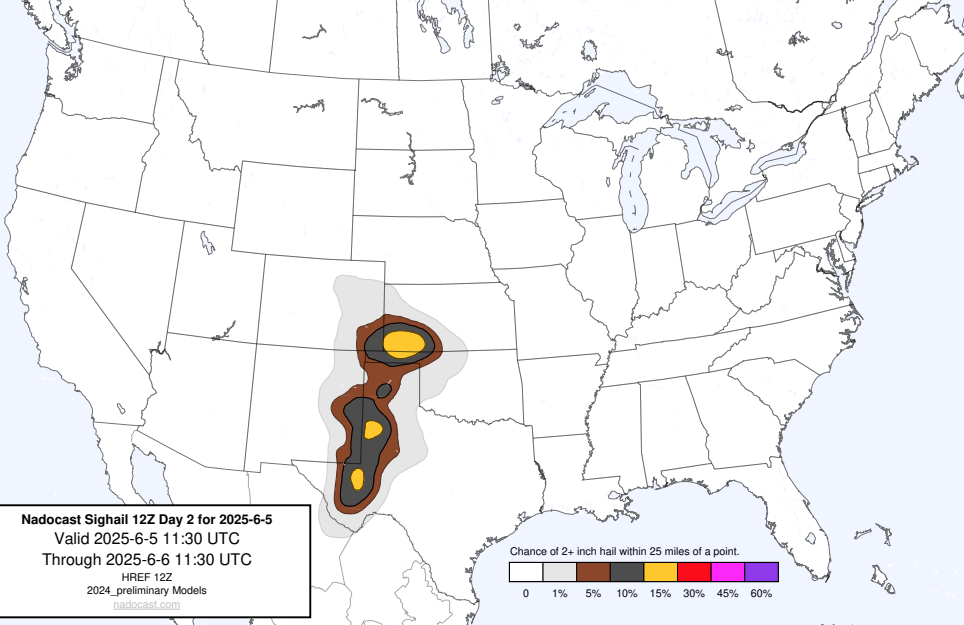 Nadocast Sighail 12Z Day 2 for 2025-6-5
Valid 2025-6-5 11:30 UTC
Through 2025-6-6 11:30 UTC
HREF 12Z
2024_preliminary Models
nadocast.com
Chance of 2+ inch hail within 25 miles of a point.
0 1% 5% 10% 15% 30% 45% 60%